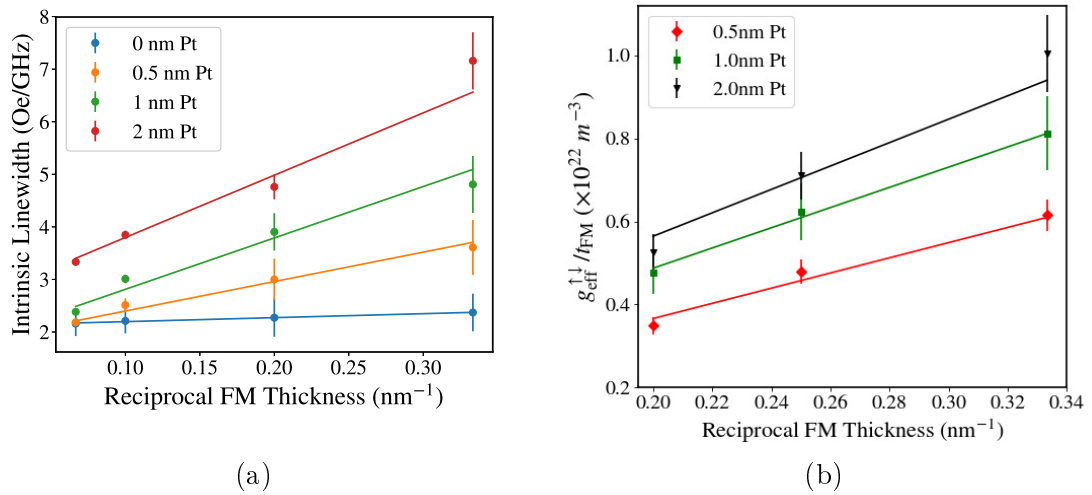 8
7
6
5
4
3
2
0 nm Pt
0.5 nm Pt
1 nm Pt
2 nm Pt
Intrinsic Linewidth (Oe/GHz)
0.10 0.15 0.20 0.25 0.30
Reciprocal FM Thickness (nm⁻¹)
(a)
1.0
0.8
0.6
0.4
0.2
0.5nm Pt
1.0nm Pt
2.0nm Pt
g_eff^↑↓/t_FM (×10²² m⁻³)
0.20 0.22 0.24 0.26 0.28 0.30 0.32 0.34
Reciprocal FM Thickness (nm⁻¹)
(b)